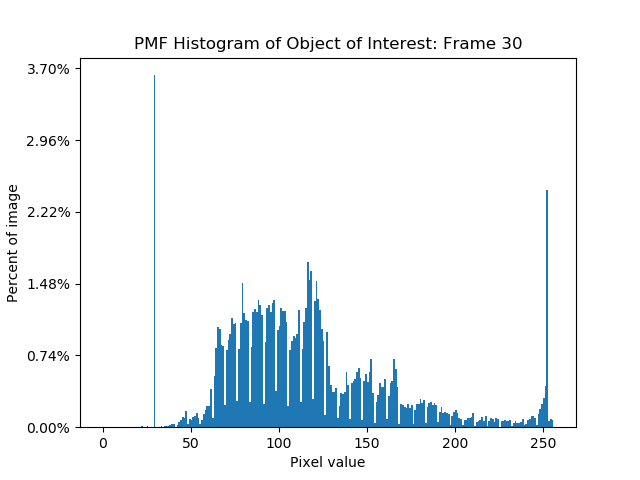 PMF Histogram of Object of Interest: Frame 30
3.70%
2.96%
2.22%
1.48%
0.74%
0.00%
Percent of image
0 50 100 150 200 250
Pixel value